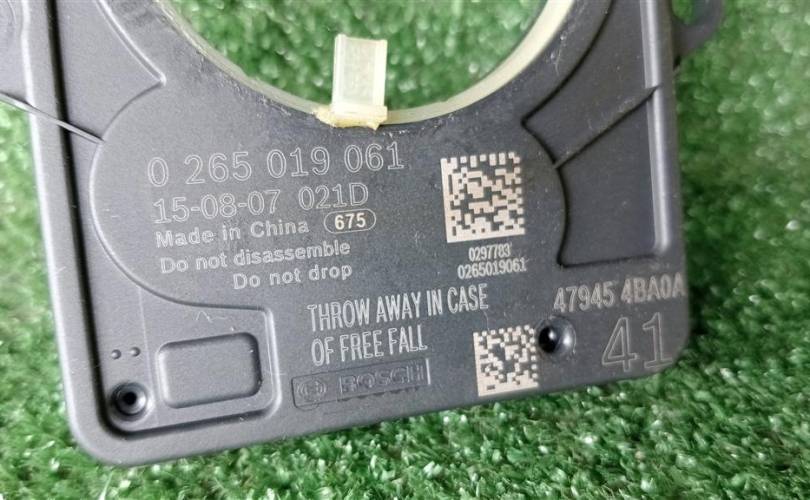 0 265 019 061
15-08-07 021D
Made in China 675
Do not disassemble
Do not drop
0297783
0265019061
THROW AWAY IN CASE
OF FREE FALL
47945 4BA0A
41
BOSCH